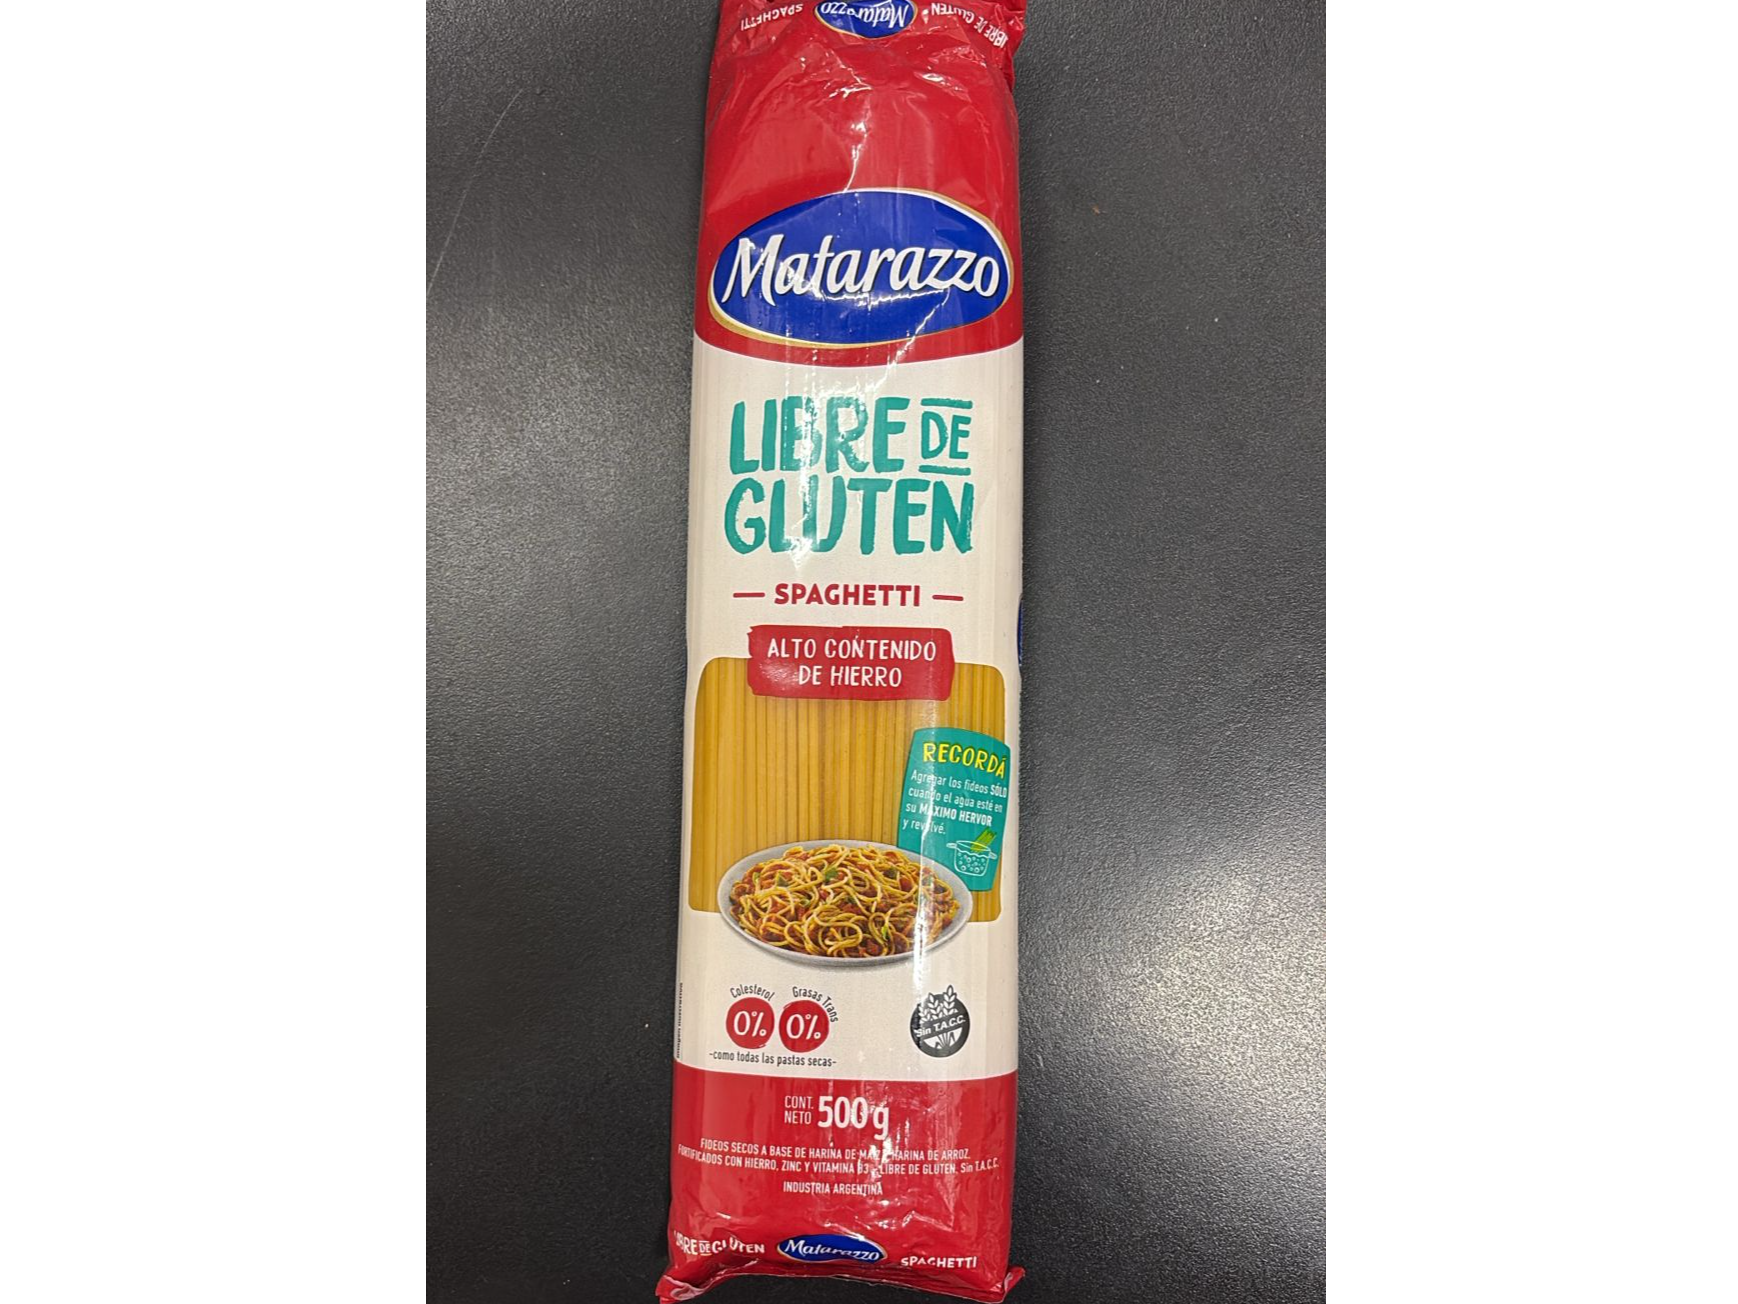 SPAGHETTI
Matarazzo
LIBRE DE GLUTEN
Matarazzo
LIBRE DE
GLUTEN
SPAGHETTI
ALTO CONTENIDO
DE HIERRO
RECORDÁ
Agregar los fideos SÓLO
cuando el agua esté en
su MÁXIMO HERVOR
y revolvé.
Colesterol
0%
Grasas Trans
0%
-como todas las pastas secas-
Sin T.A.C.C.
CONT.
NETO
500 g
FIDEOS SECOS A BASE DE HARINA DE MAÍZ HARINA DE ARROZ.
FORTIFICADOS CON HIERRO, ZINC Y VITAMINA B3 - LIBRE DE GLUTEN, Sin T.A.C.C.
INDUSTRIA ARGENTINA
LIBRE DE GLUTEN
Matarazzo
SPAGHETTI